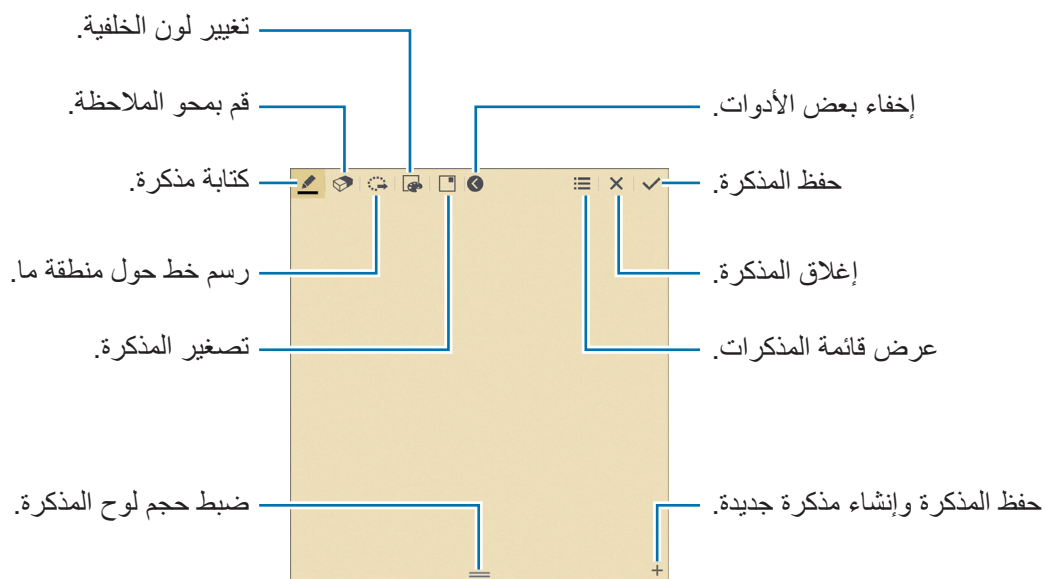 تغيير لون الخلفية.
قم بمحو الملاحظة.
إخفاء بعض الأدوات.
كتابة مذكرة.
حفظ المذكرة.
رسم خط حول منطقة ما.
إغلاق المذكرة.
تصغير المذكرة.
عرض قائمة المذكرات.
ضبط حجم لوح المذكرة.
حفظ المذكرة وإنشاء مذكرة جديدة.